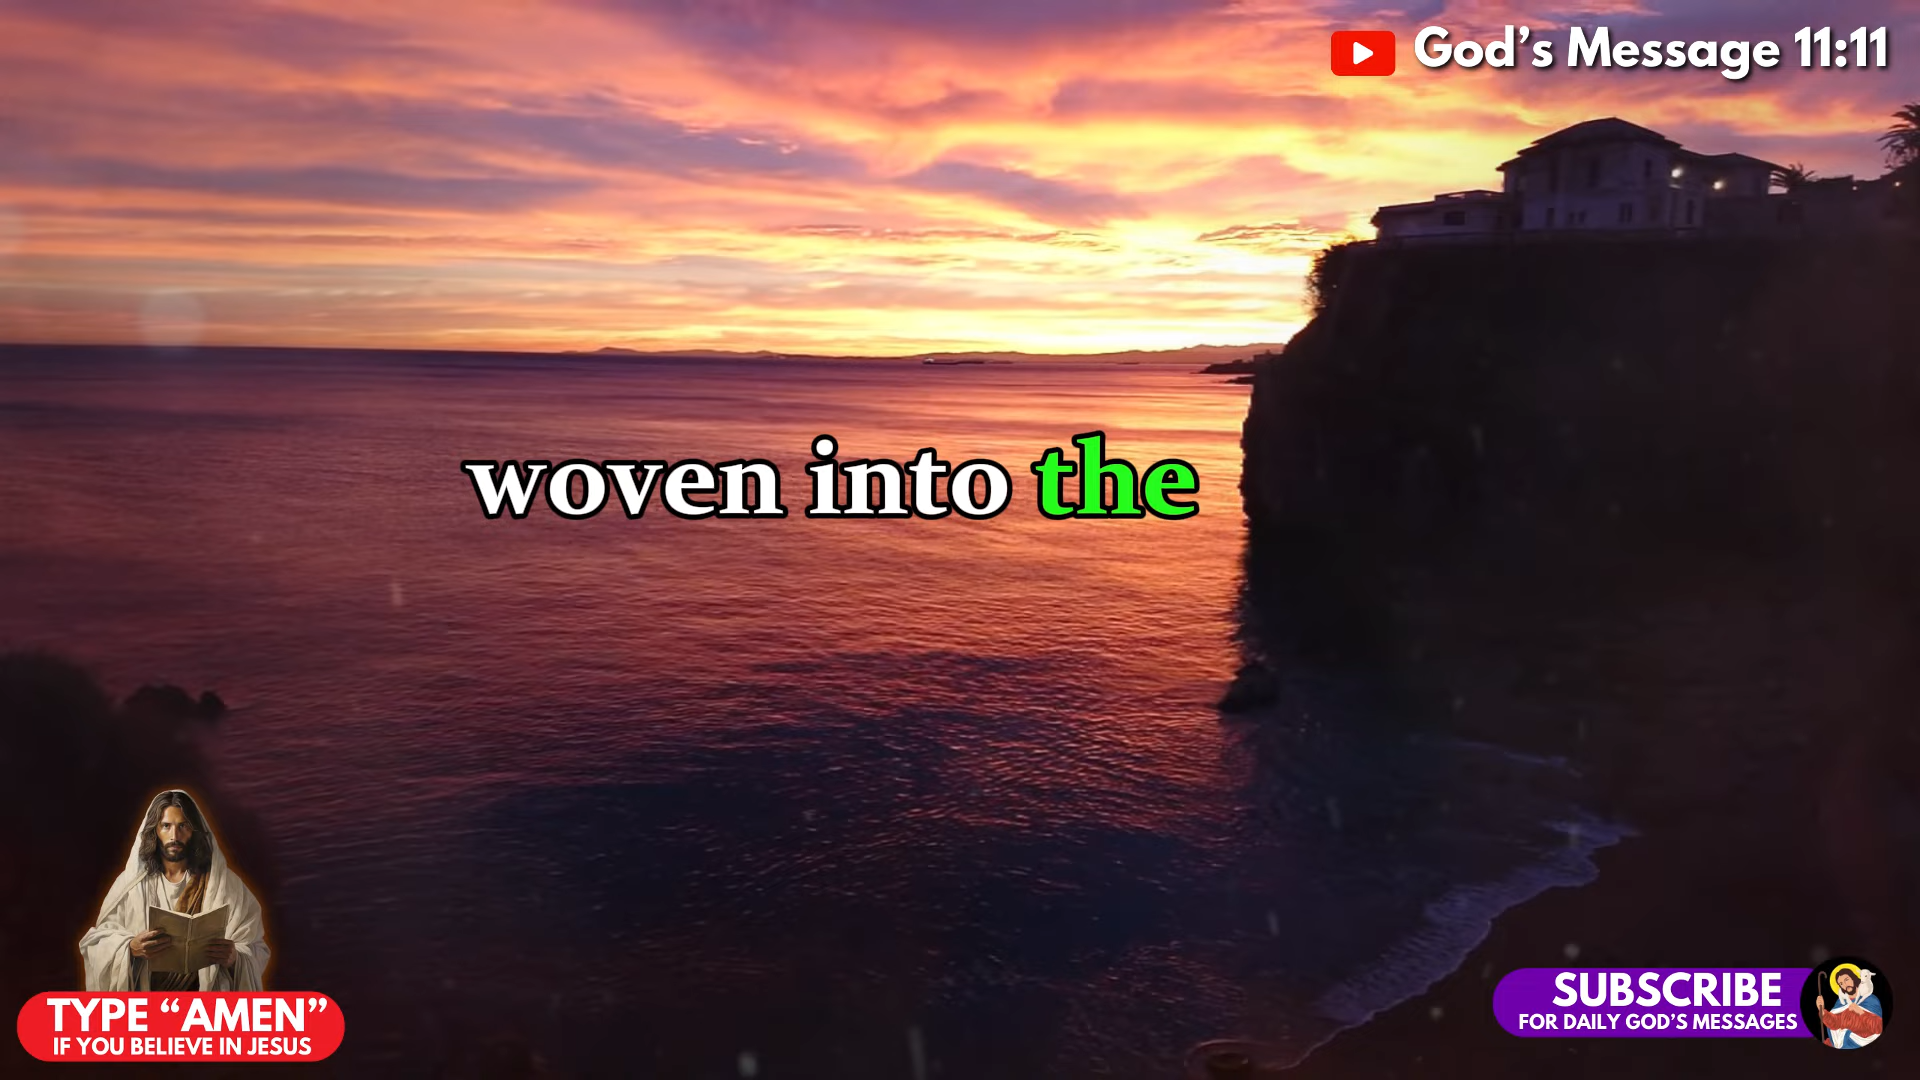 God’s Message 11:11
woven into the
TYPE “AMEN”
IF YOU BELIEVE IN JESUS
SUBSCRIBE
FOR DAILY GOD’S MESSAGES